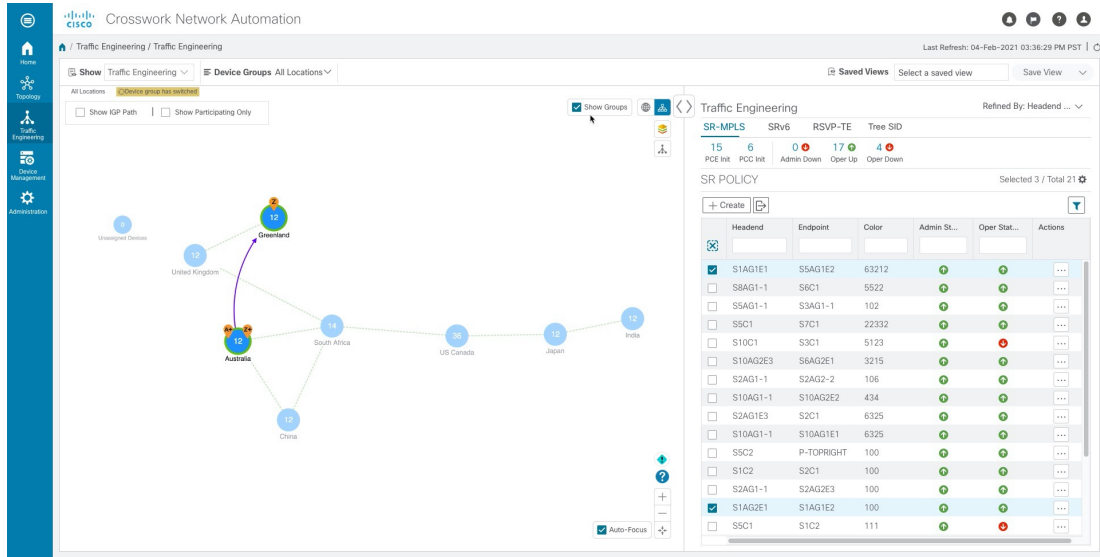 CISCO Crosswork Network Automation
Home
Topology
Traffic Engineering
Device Management
Administration
/ Traffic Engineering / Traffic Engineering
Last Refresh: 04-Feb-2021 03:36:29 PM PST
Show Traffic Engineering Device Groups All Locations
Saved Views Select a saved view Save View
All Locations Device group has switched
Show IGP Path | Show Participating Only
Show Groups
0
Unassigned Devices
Z
12
Greenland
12
United Kingdom
A+ Z+
12
Australia
14
South Africa
36
US Canada
12
Japan
12
India
12
China
Auto-Focus
Traffic Engineering Refined By: Headend ...
SR-MPLS SRv6 RSVP-TE Tree SID
15 6 0 17 4
PCE Init PCC Init Admin Down Oper Up Oper Down
SR POLICY Selected 3 / Total 21
+ Create
Headend Endpoint Color Admin St... Oper Stat... Actions
S1AG1E1 S5AG1E2 63212 ...
S8AG1-1 S6C1 5522 ...
S5AG1-1 S3AG1-1 102 ...
S5C1 S7C1 22332 ...
S10C1 S3C1 5123 ...
S10AG2E3 S6AG2E1 3215 ...
S2AG1-1 S2AG2-2 106 ...
S10AG1-1 S10AG2E2 434 ...
S2AG1E3 S2C1 6325 ...
S10AG1-1 S10AG1E1 6325 ...
S5C2 P-TOPRIGHT 100 ...
S1C2 S2C1 100 ...
S2AG1-1 S2AG2E3 100 ...
S1AG2E1 S1AG1E2 100 ...
S5C1 S1C2 111 ...